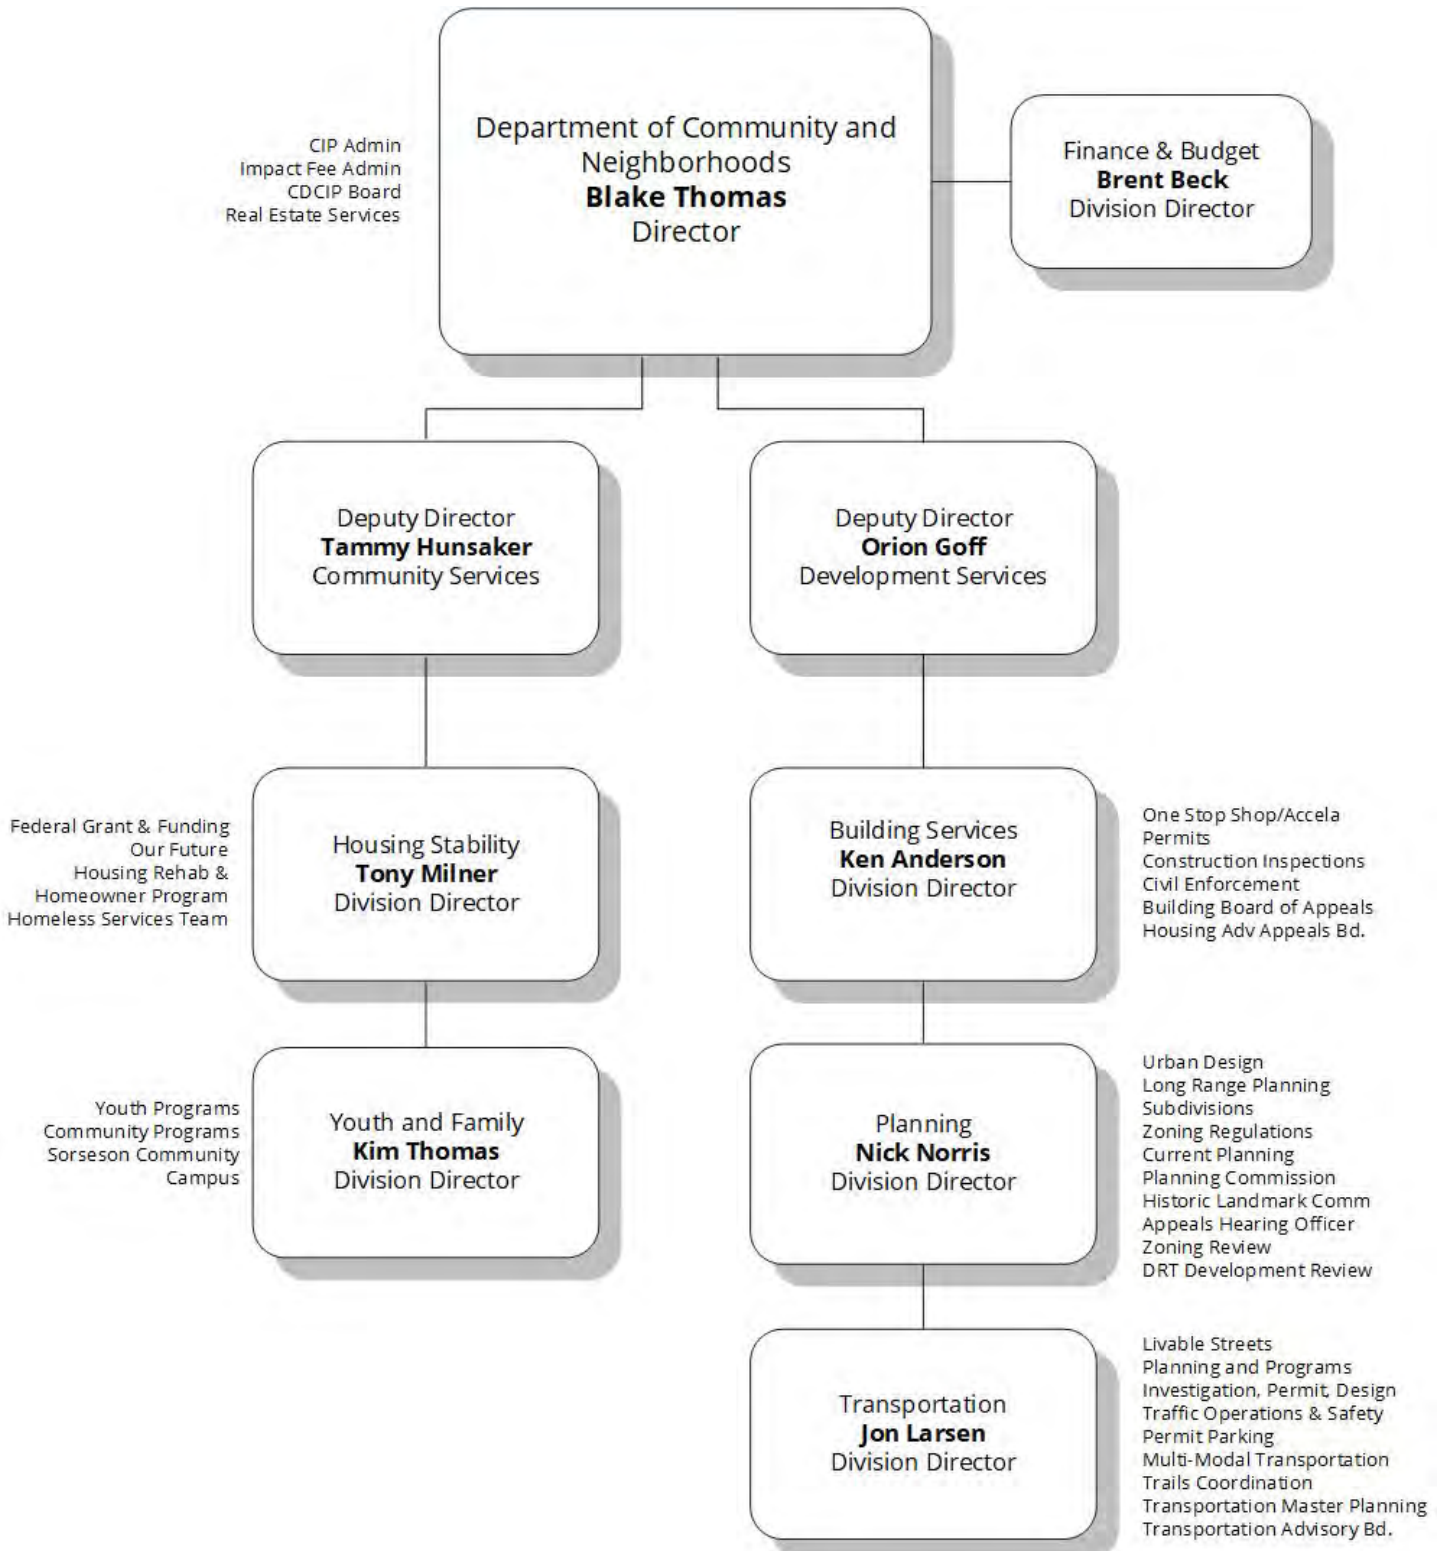 CIP Admin
Impact Fee Admin
CDCIP Board
Real Estate Services
Department of Community and
Neighborhoods
Blake Thomas
Director
Finance & Budget
Brent Beck
Division Director
Deputy Director
Tammy Hunsaker
Community Services
Deputy Director
Orion Goff
Development Services
Federal Grant & Funding
Our Future
Housing Rehab &
Homeowner Program
Homeless Services Team
Housing Stability
Tony Milner
Division Director
Building Services
Ken Anderson
Division Director
One Stop Shop/Accela
Permits
Construction Inspections
Civil Enforcement
Building Board of Appeals
Housing Adv Appeals Bd.
Youth Programs
Community Programs
Sorseson Community
Campus
Youth and Family
Kim Thomas
Division Director
Planning
Nick Norris
Division Director
Urban Design
Long Range Planning
Subdivisions
Zoning Regulations
Current Planning
Planning Commission
Historic Landmark Comm
Appeals Hearing Officer
Zoning Review
DRT Development Review
Transportation
Jon Larsen
Division Director
Livable Streets
Planning and Programs
Investigation, Permit, Design
Traffic Operations & Safety
Permit Parking
Multi-Modal Transportation
Trails Coordination
Transportation Master Planning
Transportation Advisory Bd.